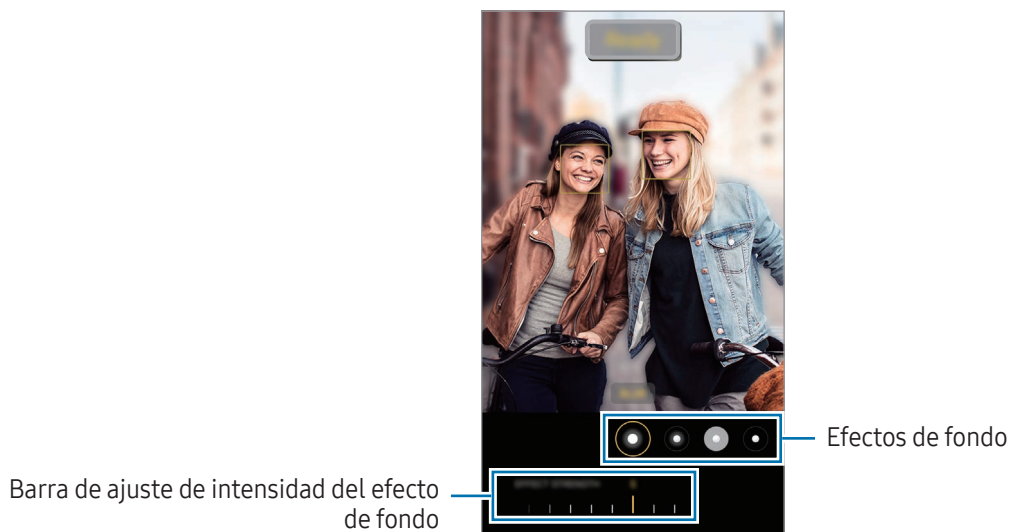 Efectos de fondo
Barra de ajuste de intensidad del efecto
de fondo